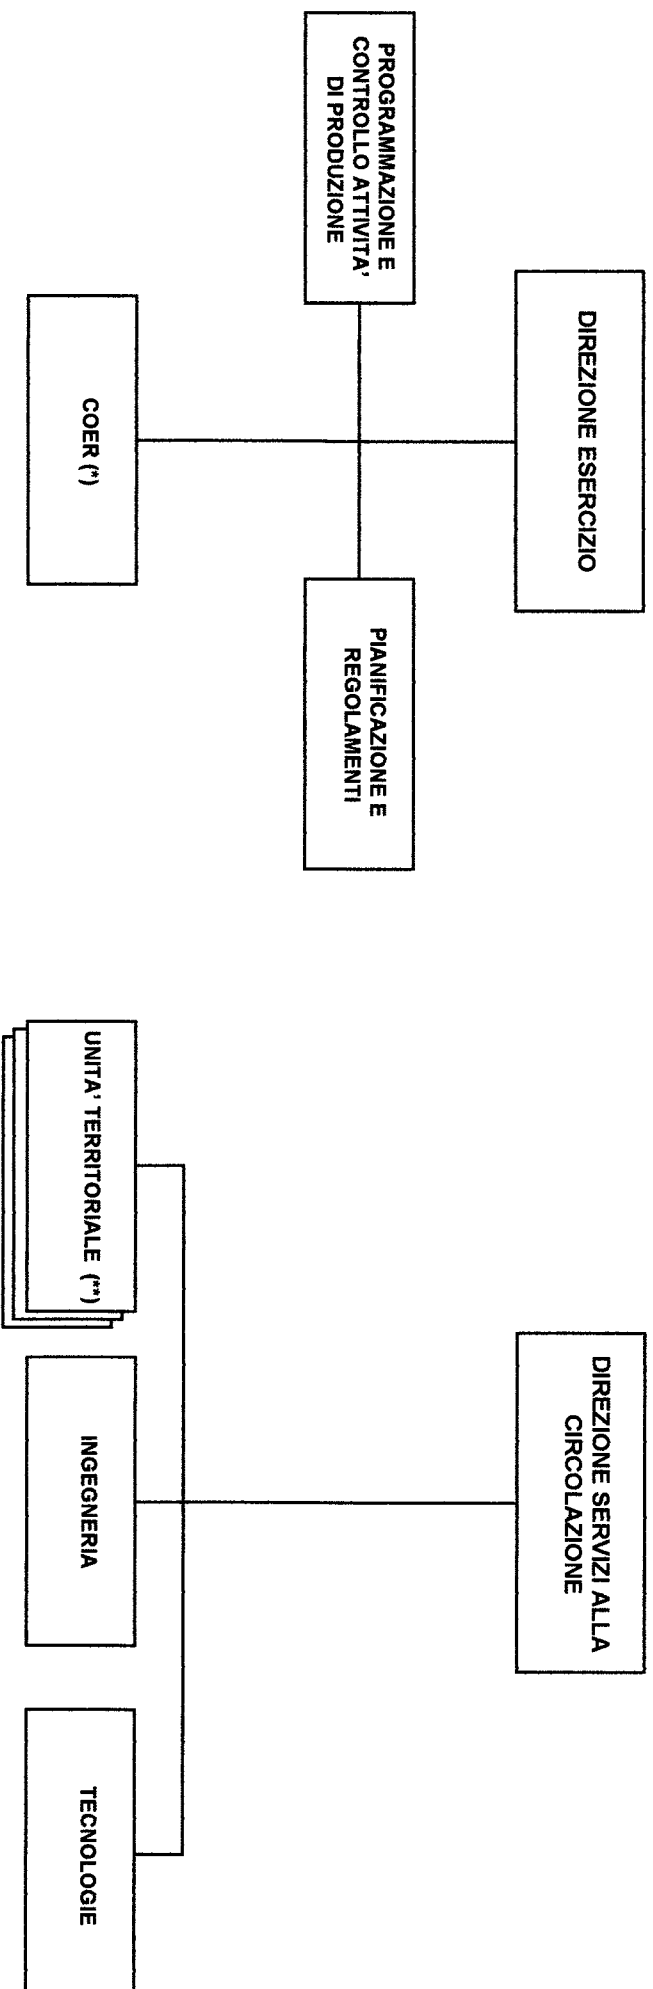 DIREZIONE ESERCIZIO
PROGRAMMAZIONE E
CONTROLLO ATTIVITA'
DI PRODUZIONE
PIANIFICAZIONE E
REGOLAMENTI
COER (*)
DIREZIONE SERVIZI ALLA
CIRCOLAZIONE
UNITA' TERRITORIALE (**)
INGEGNERIA
TECNOLOGIE